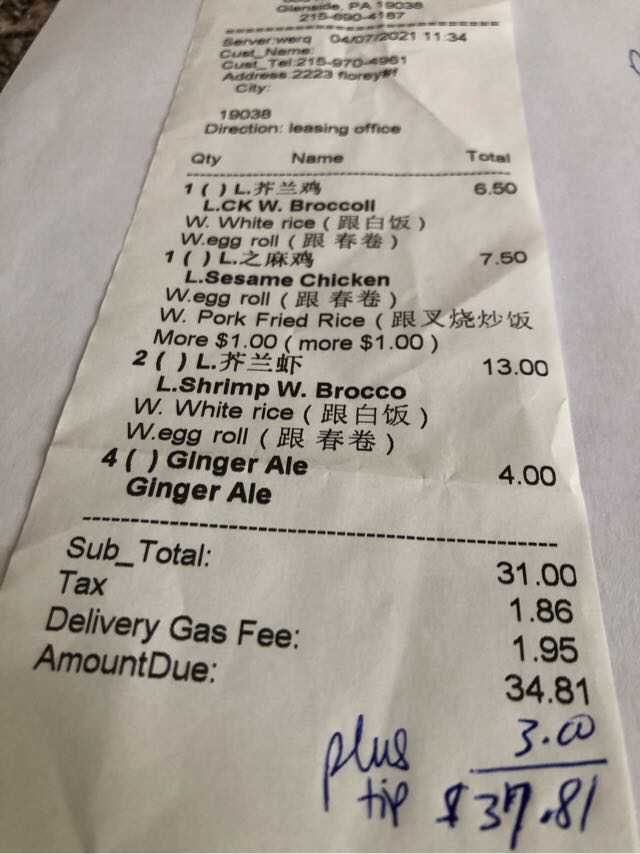 Glenside, PA 19038
215-690-4187
Server:werq 04/07/2021 11:34
Cust_Name:
Cust_Tel:215-970-4961
Address:2223 florey#f
City:
19038
Direction: leasing office
Qty Name Total
1 ( ) L.芥兰鸡 6.50
L.CK W. Broccoli
W. White rice ( 跟白饭 )
W.egg roll ( 跟 春卷 )
1 ( ) L.之麻鸡 7.50
L.Sesame Chicken
W.egg roll ( 跟 春卷 )
W. Pork Fried Rice ( 跟叉烧炒饭
More $1.00 ( more $1.00 )
2 ( ) L.芥兰虾 13.00
L.Shrimp W. Brocco
W. White rice ( 跟白饭 )
W.egg roll ( 跟 春卷 )
4 ( ) Ginger Ale 4.00
Ginger Ale
Sub_Total: 31.00
Tax 1.86
Delivery Gas Fee: 1.95
AmountDue: 34.81
plus 3.00
tip $37.81